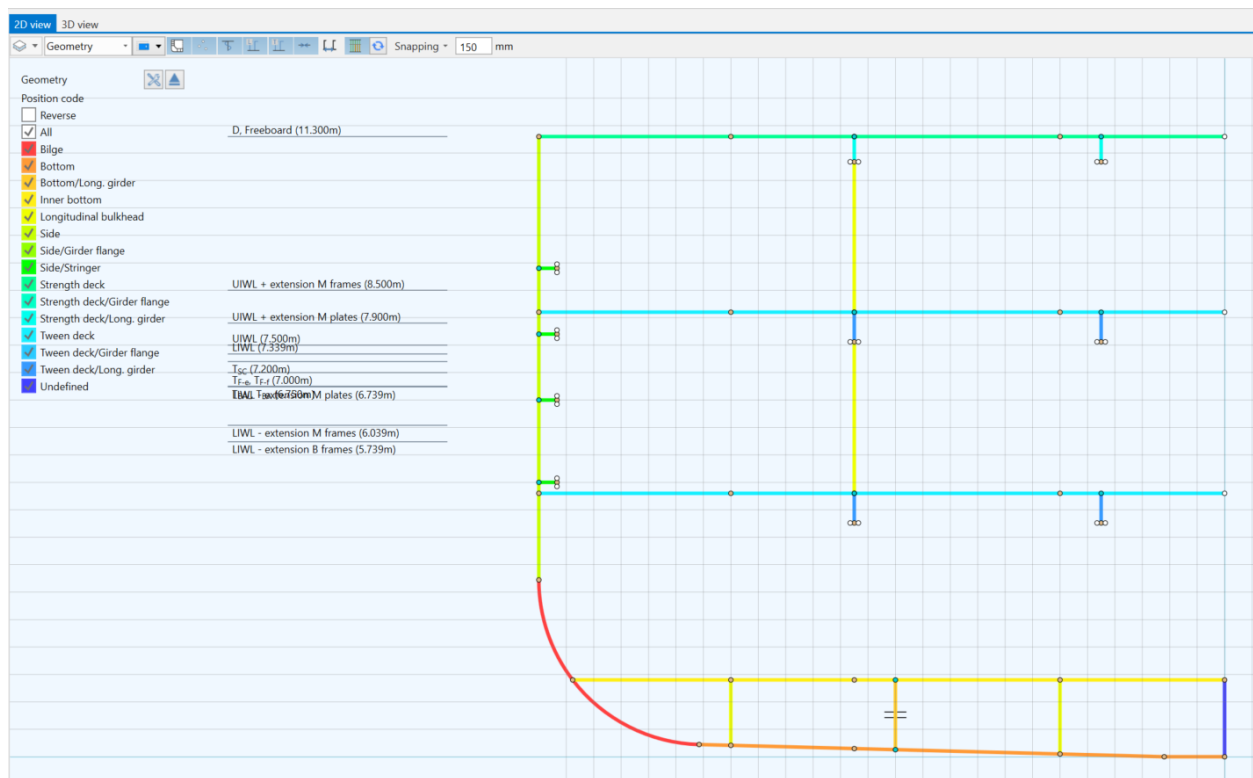 2D view 3D view
Geometry Snapping 150 mm
Geometry
Position code
Reverse
All
Bilge
Bottom
Bottom/Long. girder
Inner bottom
Longitudinal bulkhead
Side
Side/Girder flange
Side/Stringer
Strength deck
Strength deck/Girder flange
Strength deck/Long. girder
Tween deck
Tween deck/Girder flange
Tween deck/Long. girder
Undefined
D, Freeboard (11.300m)
UIWL + extension M frames (8.500m)
UIWL + extension M plates (7.900m)
UIWL (7.500m)
LIWL (7.339m)
TSC (7.200m)
TF-e, TF-f (7.000m)
M plates (6.739m)
LIWL - extension M frames (6.039m)
LIWL - extension B frames (5.739m)